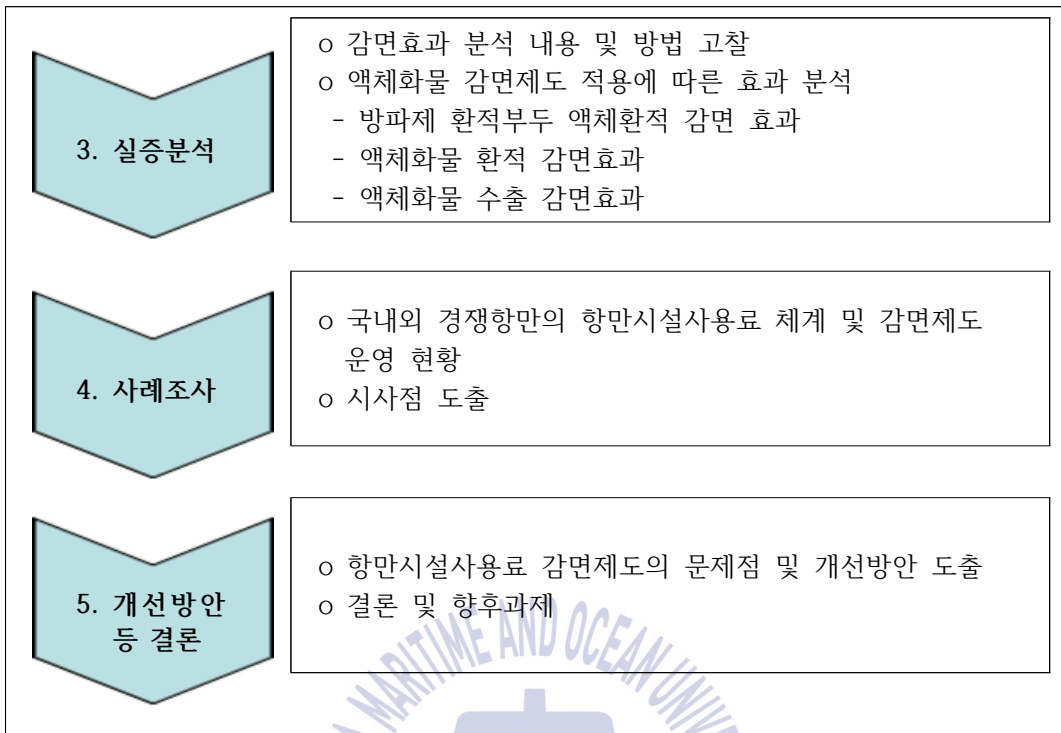 3. 실증분석
o 감면효과 분석 내용 및 방법 고찰
o 액체화물 감면제도 적용에 따른 효과 분석
- 방파제 환적부두 액체환적 감면 효과
- 액체화물 환적 감면효과
- 액체화물 수출 감면효과
4. 사례조사
o 국내외 경쟁항만의 항만시설사용료 체계 및 감면제도
운영 현황
o 시사점 도출
5. 개선방안
등 결론
o 항만시설사용료 감면제도의 문제점 및 개선방안 도출
o 결론 및 향후과제
MARITIME AND OCEAN